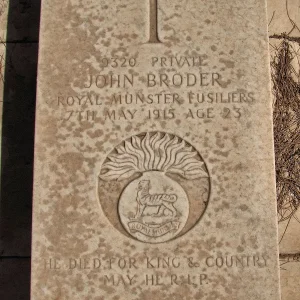 1320 PRIVATE
JOHN BRODER
ROYAL MUNSTER FUSILIERS
7TH MAY 1915 AGE 23
HE DIED FOR KING & COUNTRY
MAY HE R.I.P.